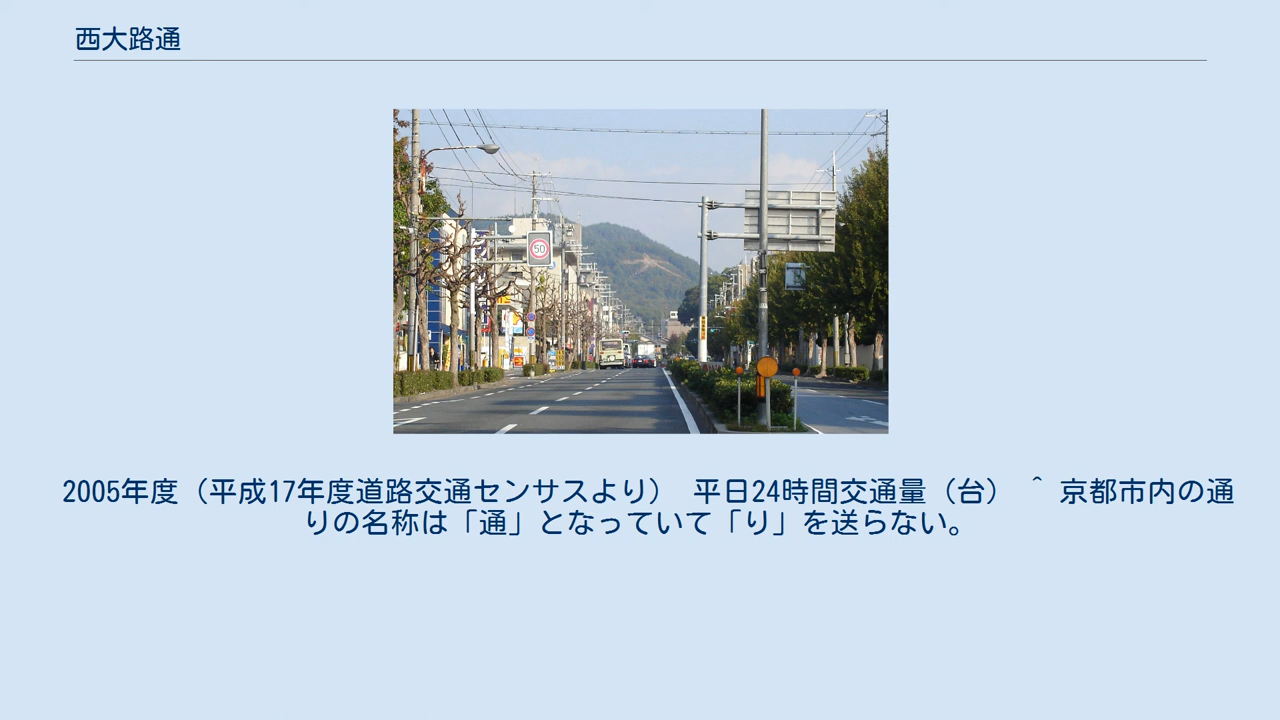 西大路通
50
2005年度（平成17年度道路交通センサスより） 平日24時間交通量（台） ^ 京都市内の通
りの名称は「通」となっていて「り」を送らない。